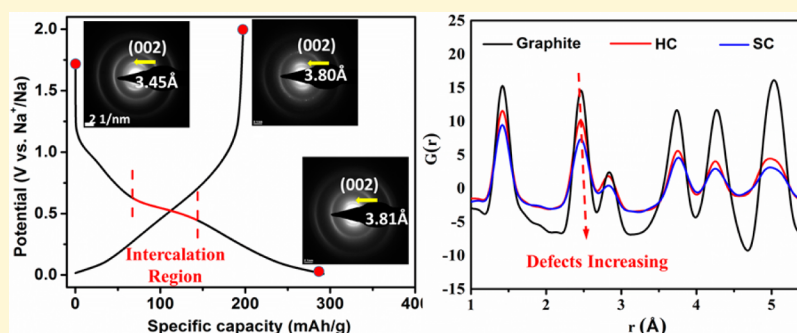 Potential (V vs. Na⁺/Na)
2.0
1.5
1.0
0.5
0.0
(002)
3.45Å
2 1/nm
(002)
3.80Å
(002)
3.81Å
Intercalation
Region
0 100 200 300 400
Specific capacity (mAh/g)
G(r)
25
20
15
10
5
0
-5
-10
-15
Graphite HC SC
Defects Increasing
1 2 3 4 5
r (Å)